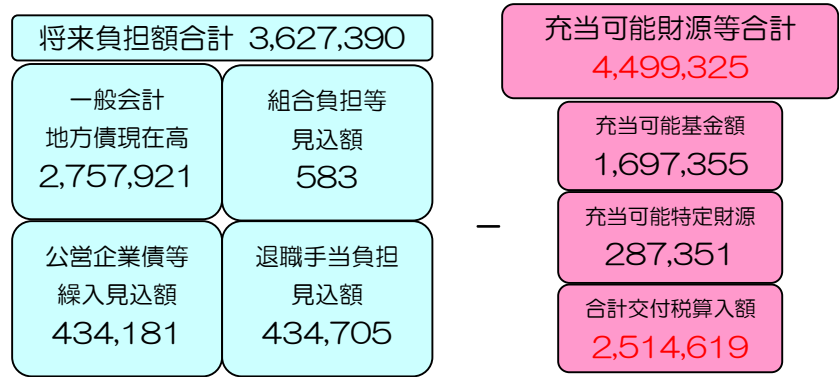 将来負担額合計 3,627,390
一般会計
地方債現在高
2,757,921
組合負担等
見込額
583
公営企業債等
繰入見込額
434,181
退職手当負担
見込額
434,705
－
充当可能財源等合計
4,499,325
充当可能基金額
1,697,355
充当可能特定財源
287,351
合計交付税算入額
2,514,619